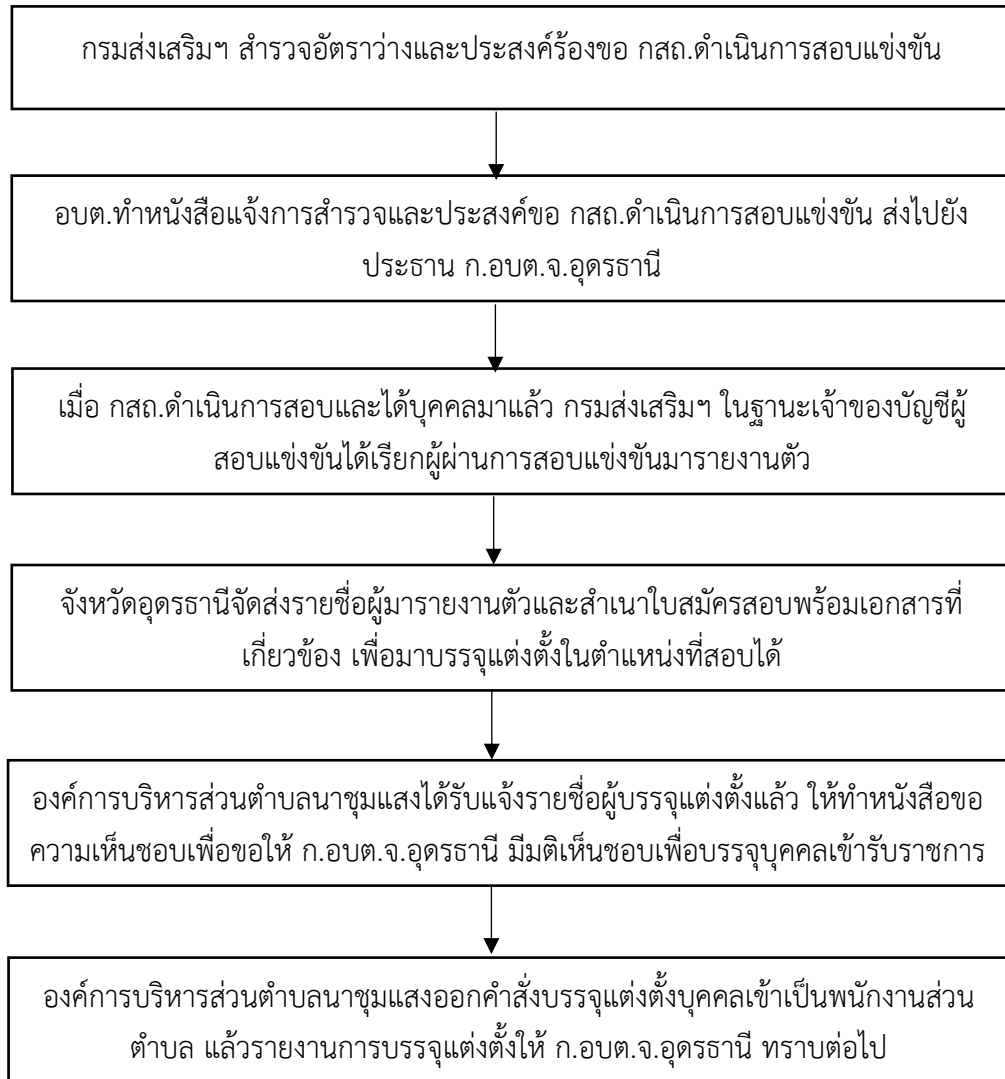 กรมส่งเสริมฯ สำรวจอัตราว่างและประสงค์ร้องขอ กสถ.ดำเนินการสอบแข่งขัน
อบต.ทำหนังสือแจ้งการสำรวจและประสงค์ขอ กสถ.ดำเนินการสอบแข่งขัน ส่งไปยัง
ประธาน ก.อบต.จ.อุดรธานี
เมื่อ กสถ.ดำเนินการสอบและได้บุคคลมาแล้ว กรมส่งเสริมฯ ในฐานะเจ้าของบัญชีผู้
สอบแข่งขันได้เรียกผู้ผ่านการสอบแข่งขันมารายงานตัว
จังหวัดอุดรธานีจัดส่งรายชื่อผู้มารายงานตัวและสำเนาใบสมัครสอบพร้อมเอกสารที่
เกี่ยวข้อง เพื่อมาบรรจุแต่งตั้งในตำแหน่งที่สอบได้
องค์การบริหารส่วนตำบลนาชุมแสงได้รับแจ้งรายชื่อผู้บรรจุแต่งตั้งแล้ว ให้ทำหนังสือขอ
ความเห็นชอบเพื่อขอให้ ก.อบต.จ.อุดรธานี มีมติเห็นชอบเพื่อบรรจุบุคคลเข้ารับราชการ
องค์การบริหารส่วนตำบลนาชุมแสงออกคำสั่งบรรจุแต่งตั้งบุคคลเข้าเป็นพนักงานส่วน
ตำบล แล้วรายงานการบรรจุแต่งตั้งให้ ก.อบต.จ.อุดรธานี ทราบต่อไป